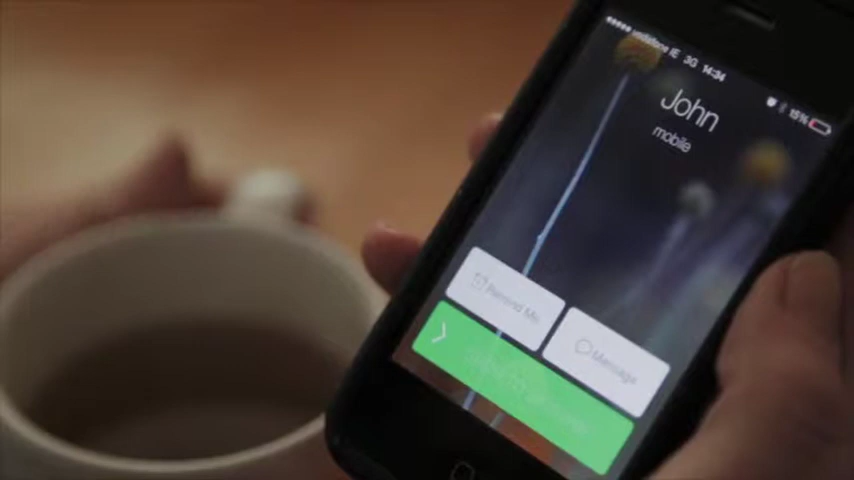 vodafone IE 3G 14:34 15%
John
mobile
Remind Me
Message